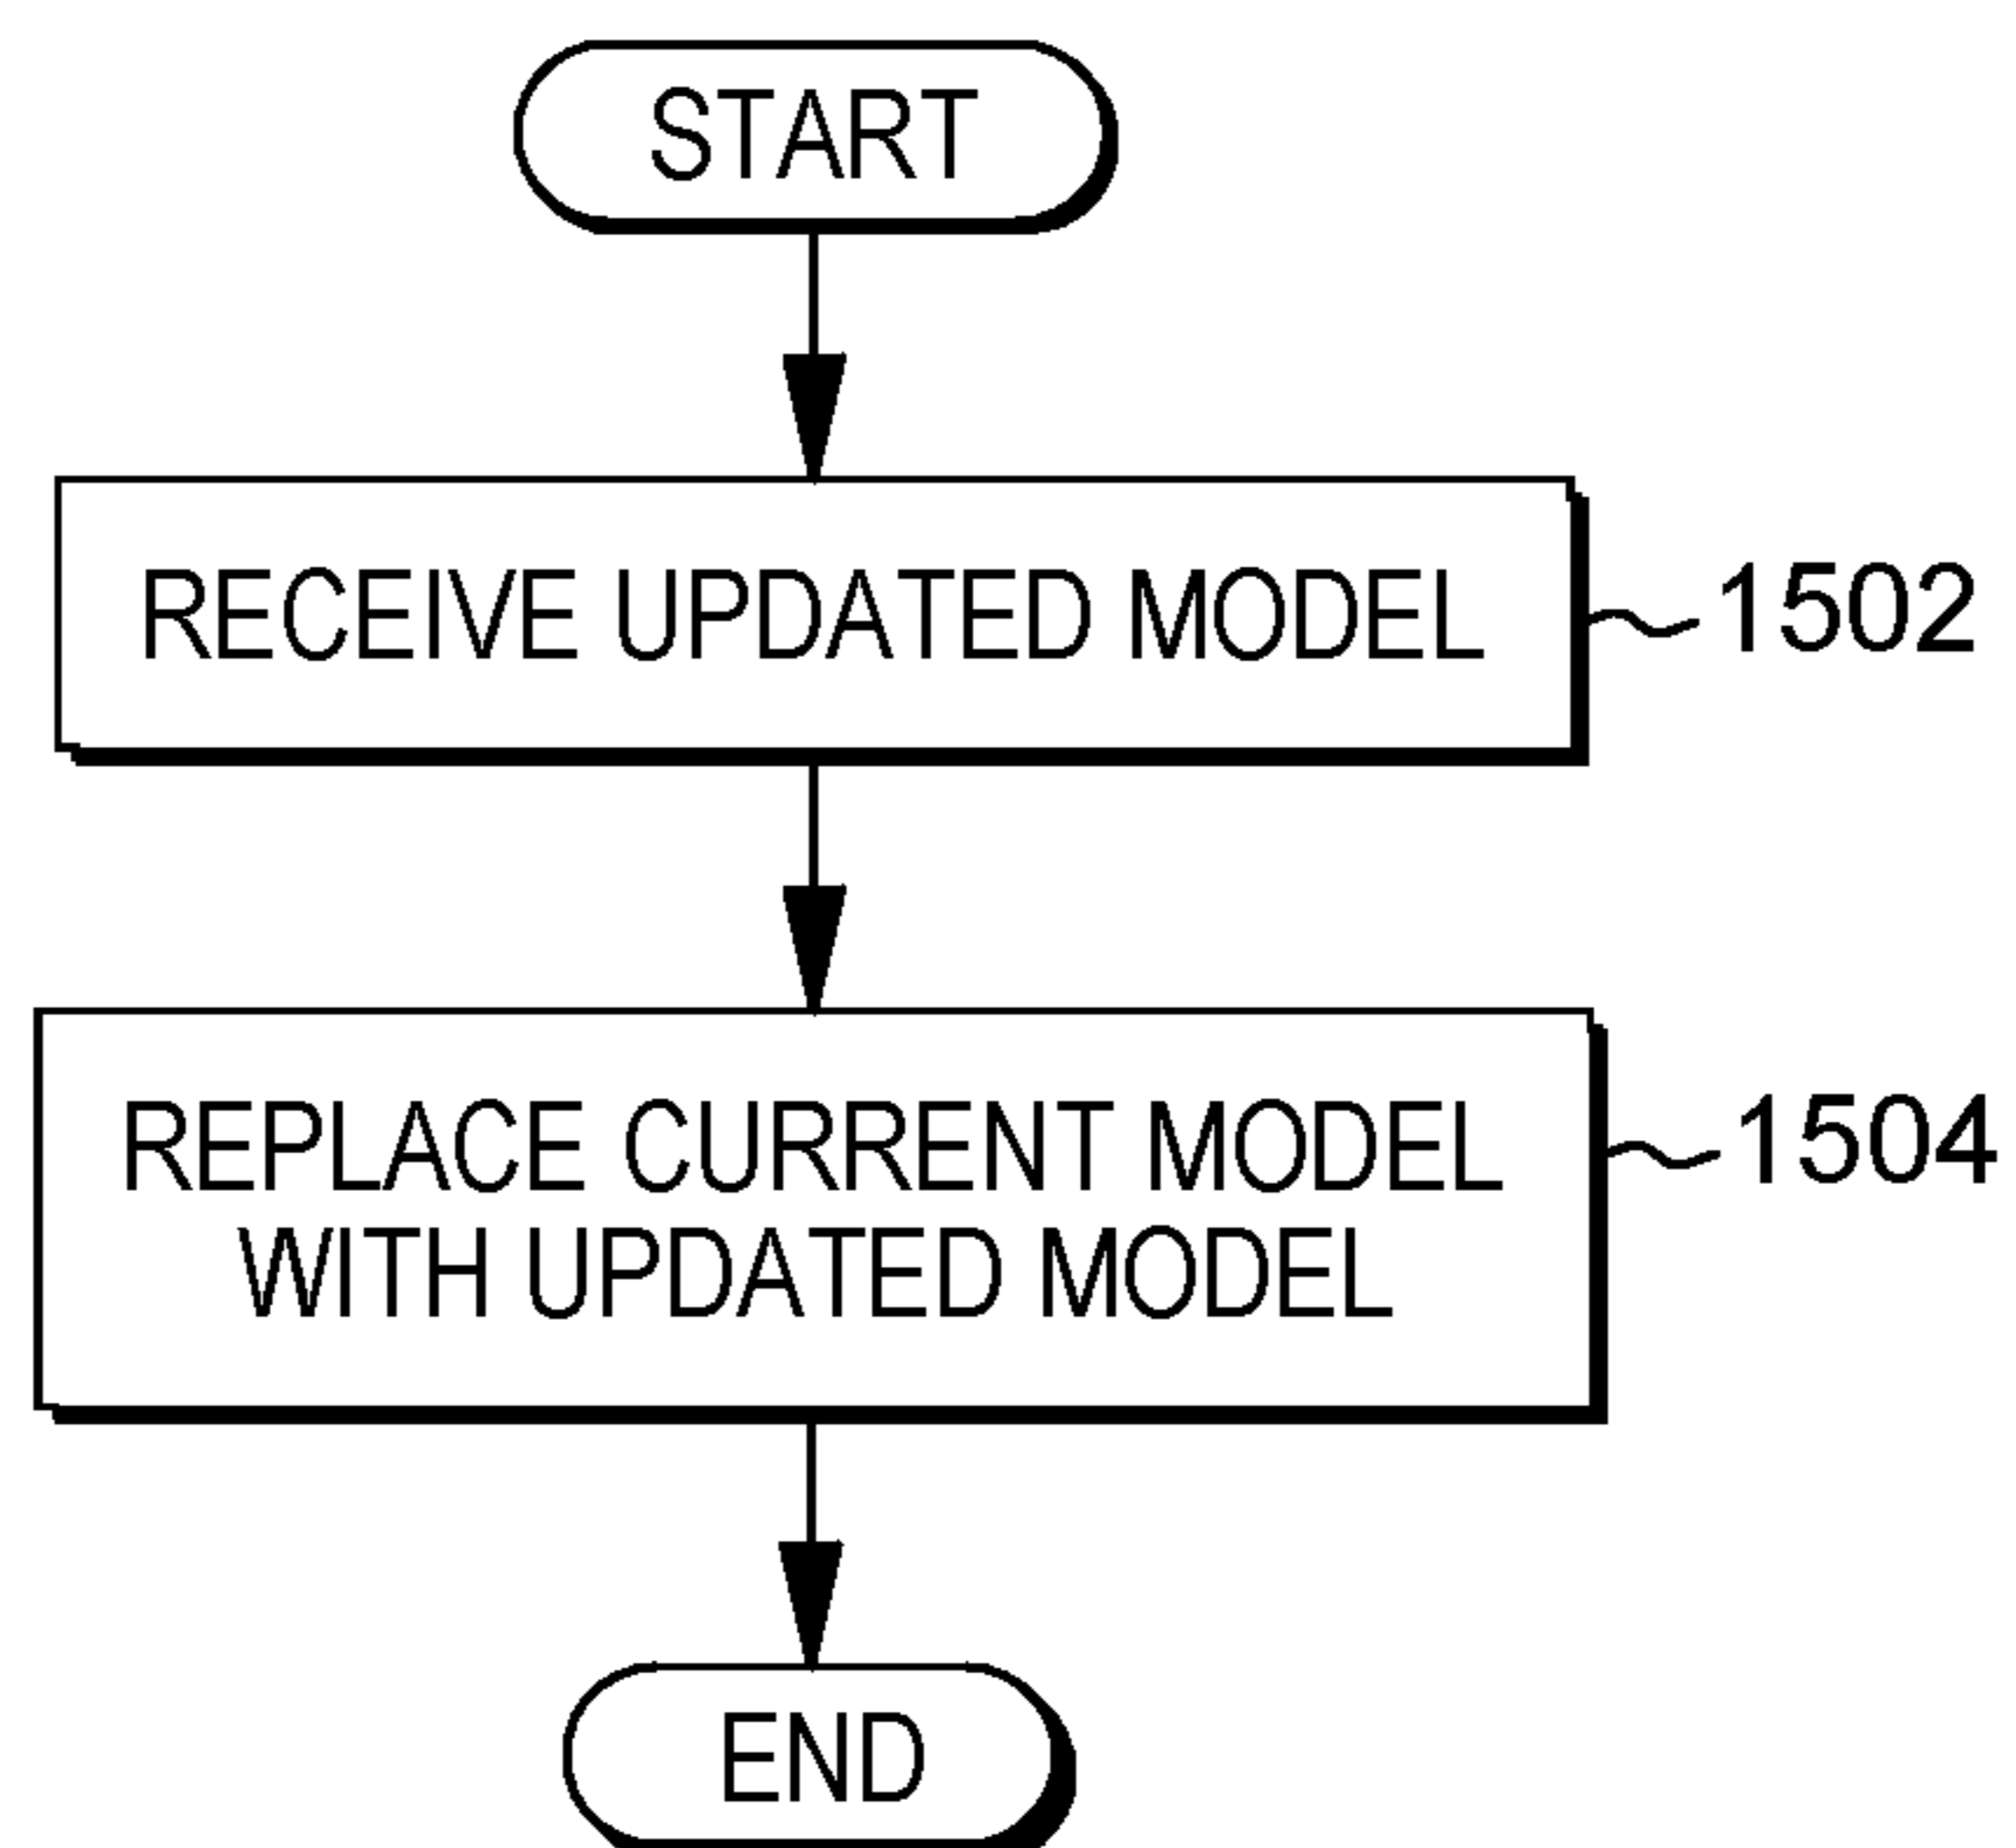 START
RECEIVE UPDATED MODEL
1502
REPLACE CURRENT MODEL
WITH UPDATED MODEL
1504
END